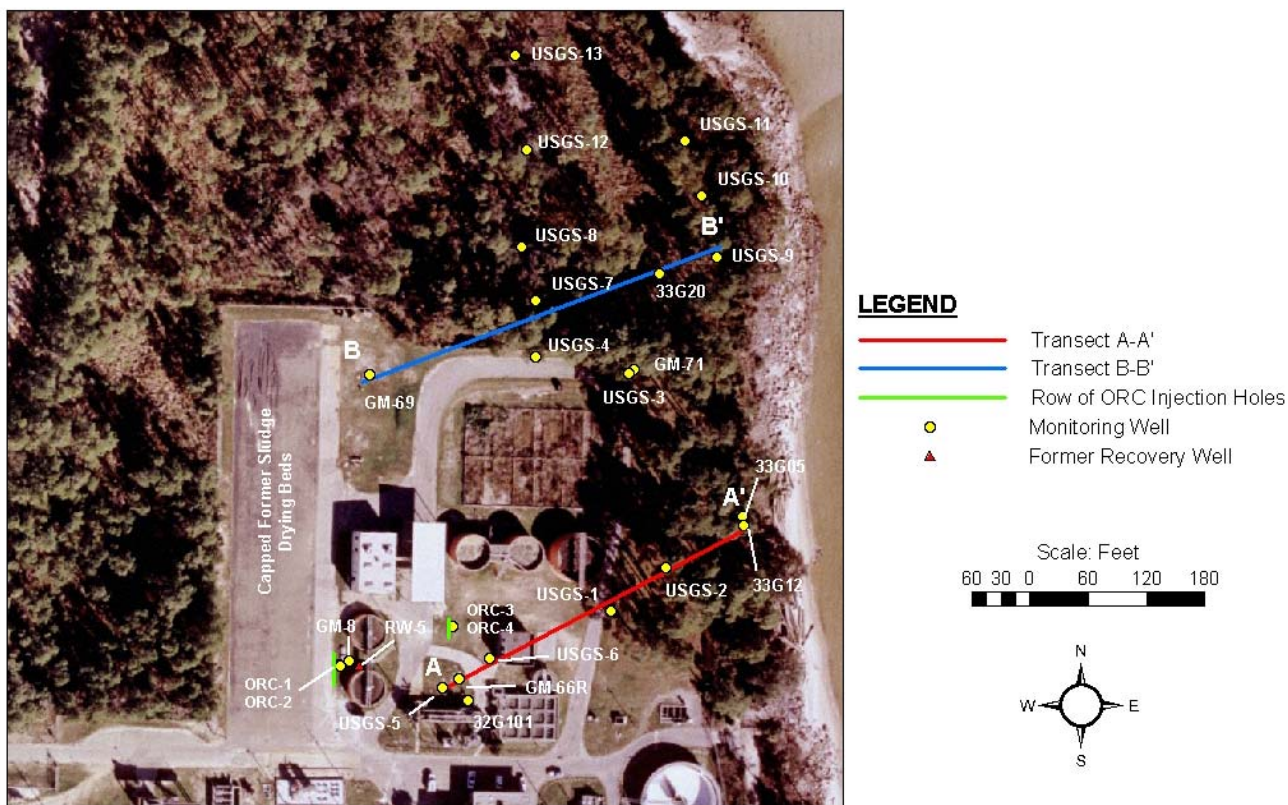 USGS-13
USGS-11
USGS-12
USGS-10
B'
USGS-8
USGS-9
USGS-7
33G20
B
USGS-4
GM-71
USGS-3
GM-69
Capped Former Sludge
Drying Beds
33G05
A'
33G12
USGS-2
USGS-1
ORC-3
ORC-4
GM-8
RW-5
USGS-6
A
GM-66R
ORC-1
ORC-2
USGS-5
32G101
LEGEND
Transect A-A'
Transect B-B'
Row of ORC Injection Holes
Monitoring Well
Former Recovery Well
Scale: Feet
60 30 0 60 120 180
N
W E
S